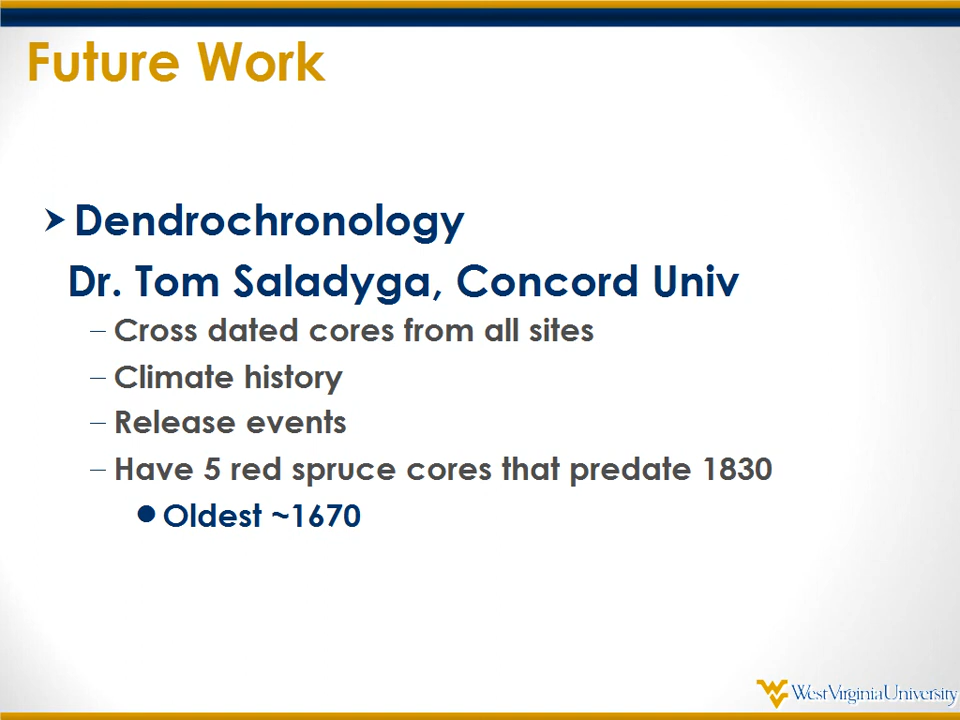 Future Work
Dendrochronology
Dr. Tom Saladyga, Concord Univ
– Cross dated cores from all sites
– Climate history
– Release events
– Have 5 red spruce cores that predate 1830
● Oldest ~1670
WestVirginiaUniversity